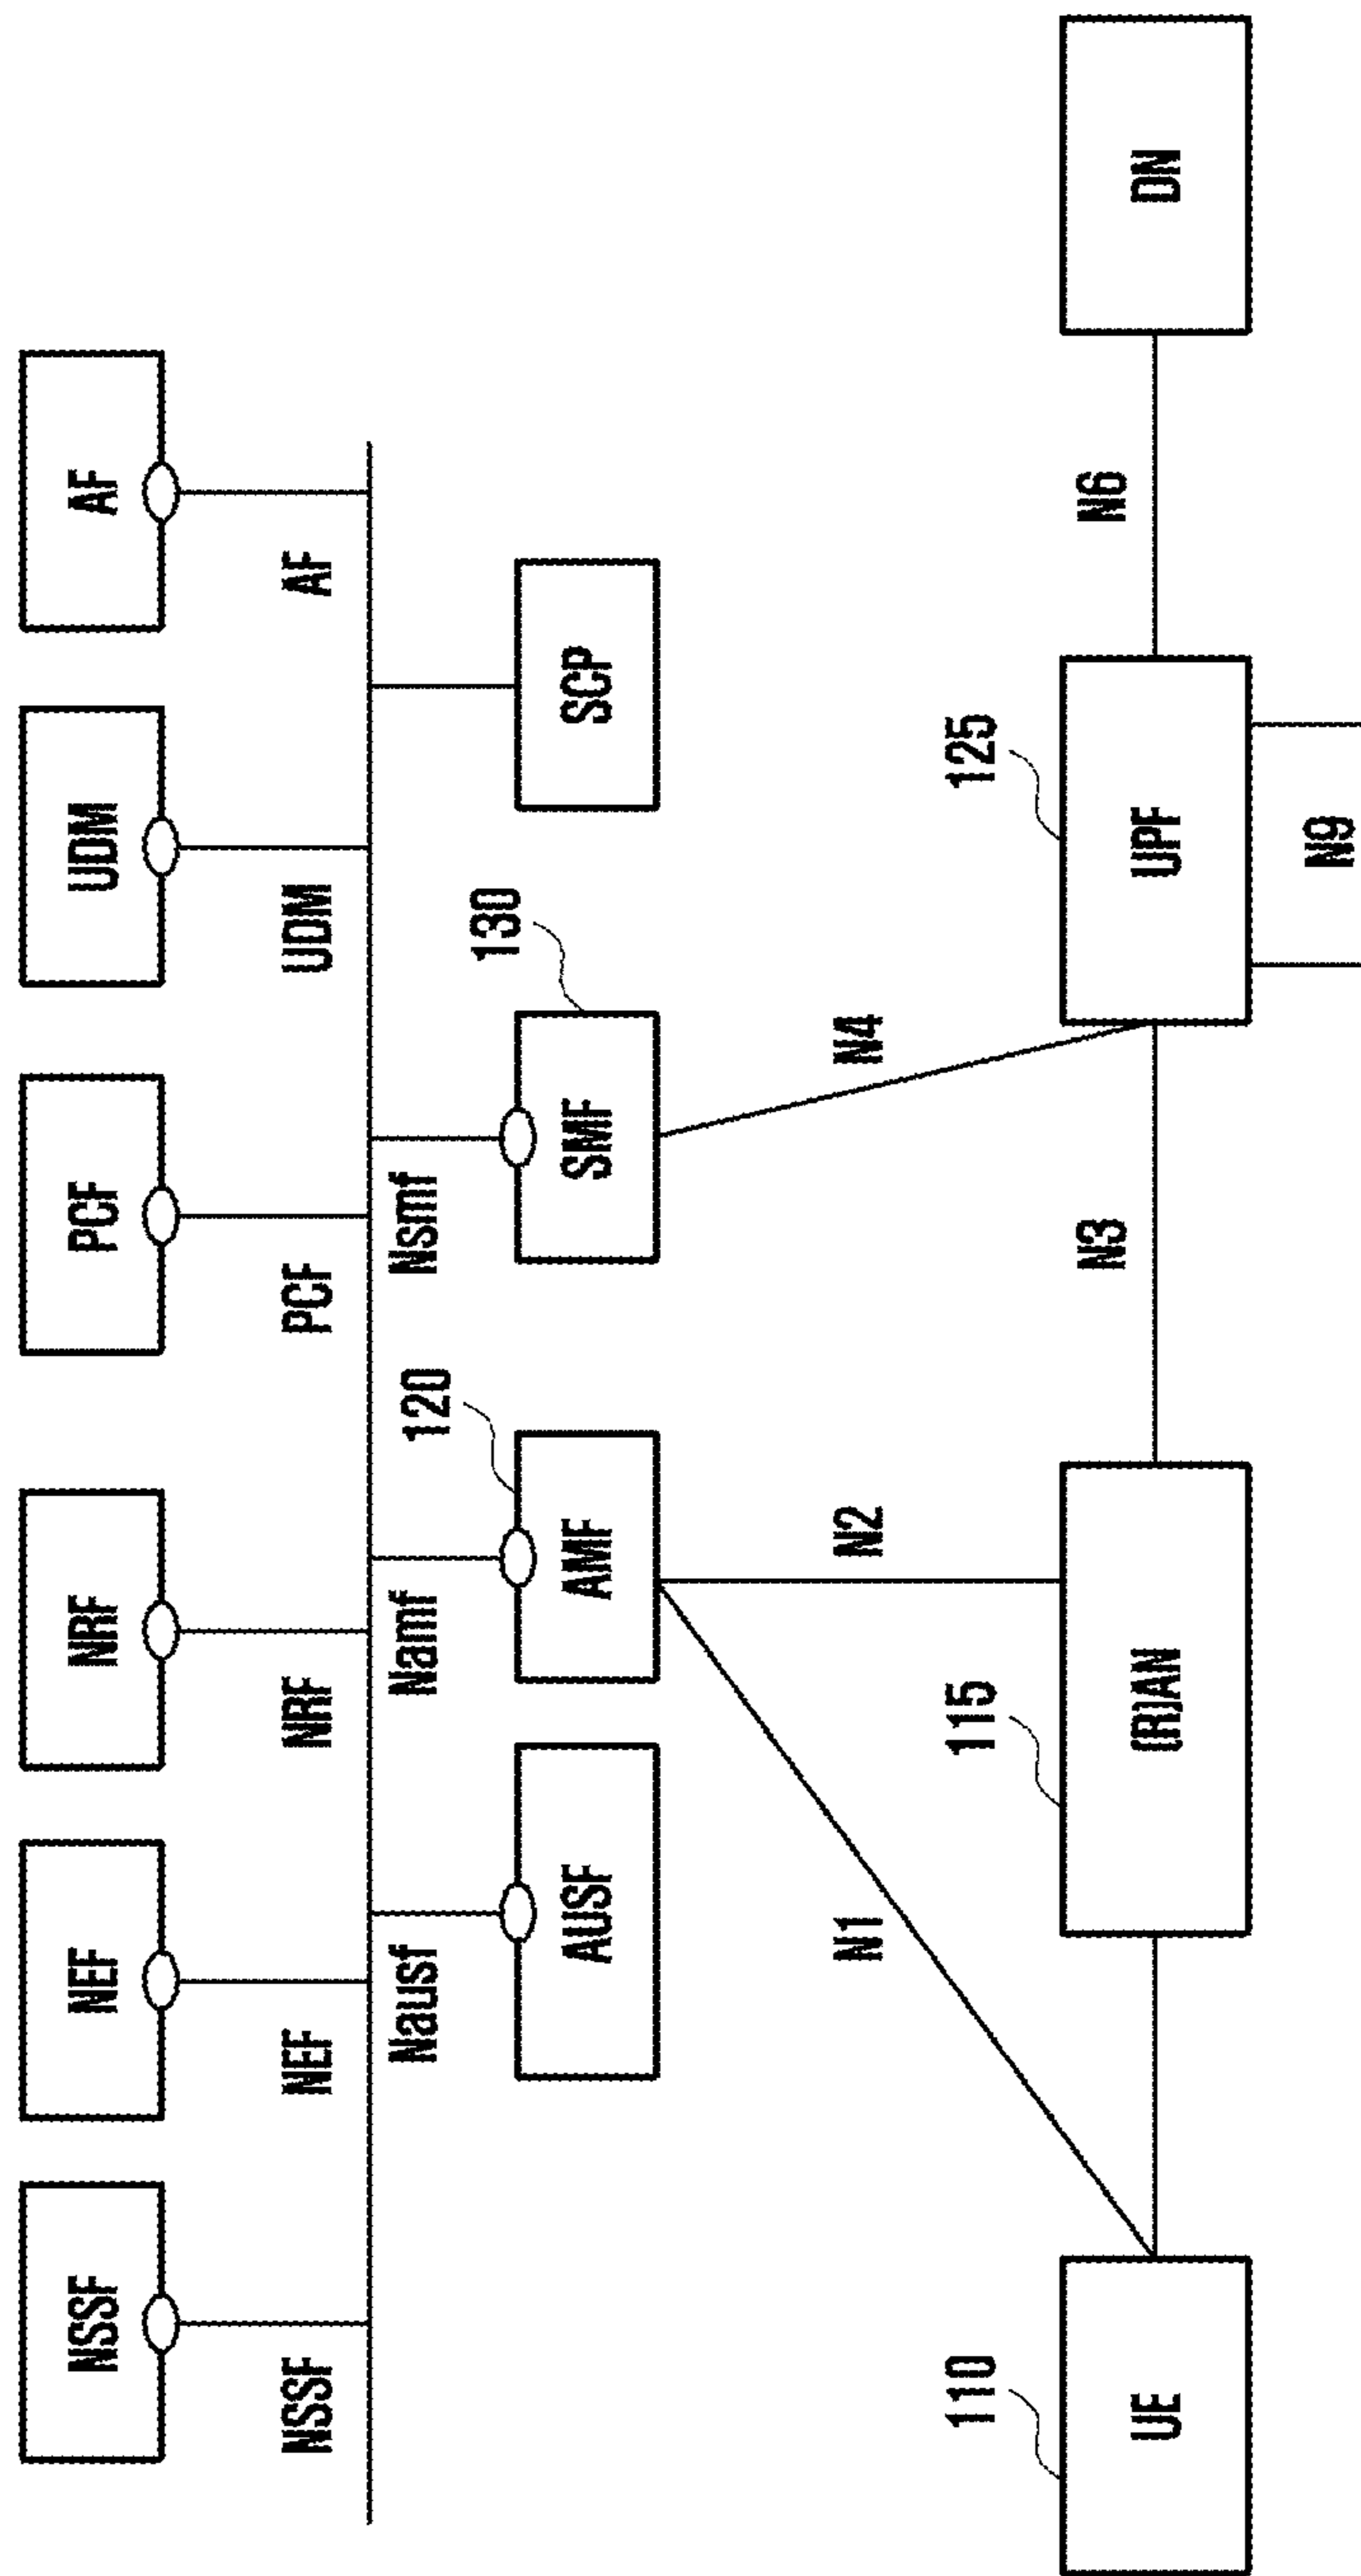 NSSF
NEF
NRF
PCF
UDM
AF
NSSF
NEF
NRF
PCF
UDM
AF
Nausf
Namf
Nsmf
120
130
AUSF
AMF
SMF
SCP
N1
N2
N4
110
115
125
UE
(R)AN
N3
UPF
N6
DN
N9